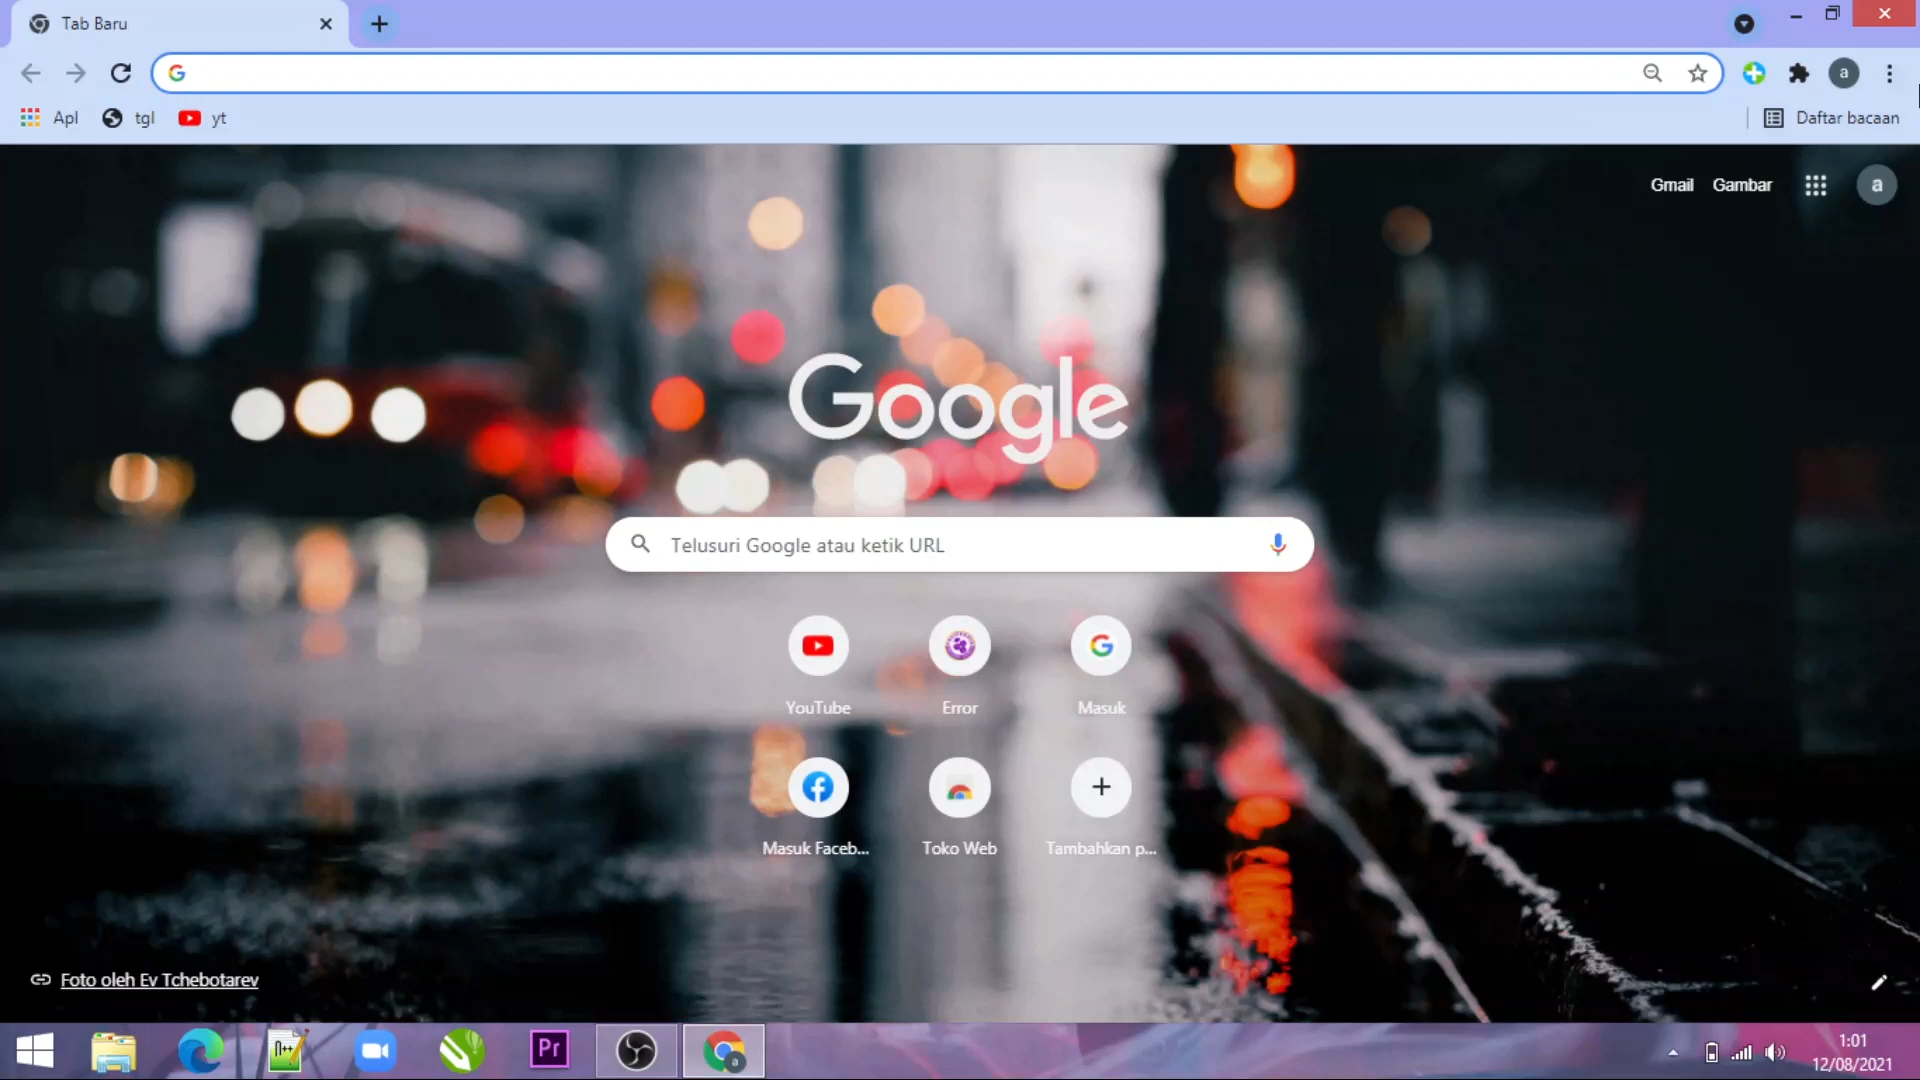 Tab Baru
Apl
tgl
yt
Daftar bacaan
a
Gmail
Gambar
a
Google
Telusuri Google atau ketik URL
YouTube
Error
Masuk
Masuk Faceb...
Toko Web
Tambahkan p...
Foto oleh Ev Tchebotarev
Pr
a
1:01
12/08/2021